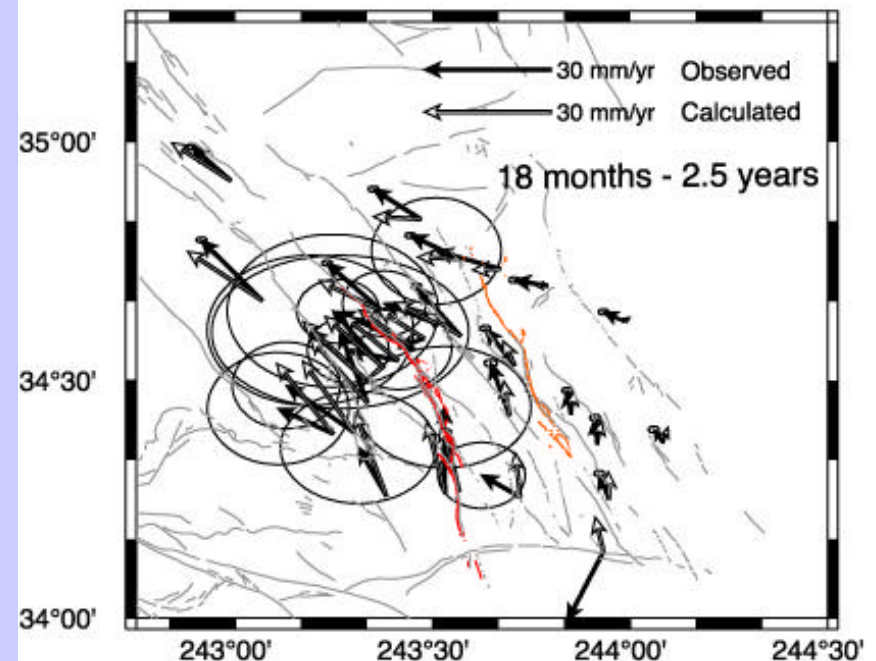 30 mm/yr Observed
30 mm/yr Calculated
18 months - 2.5 years
35°00'
34°30'
34°00'
243°00' 243°30' 244°00' 244°30'